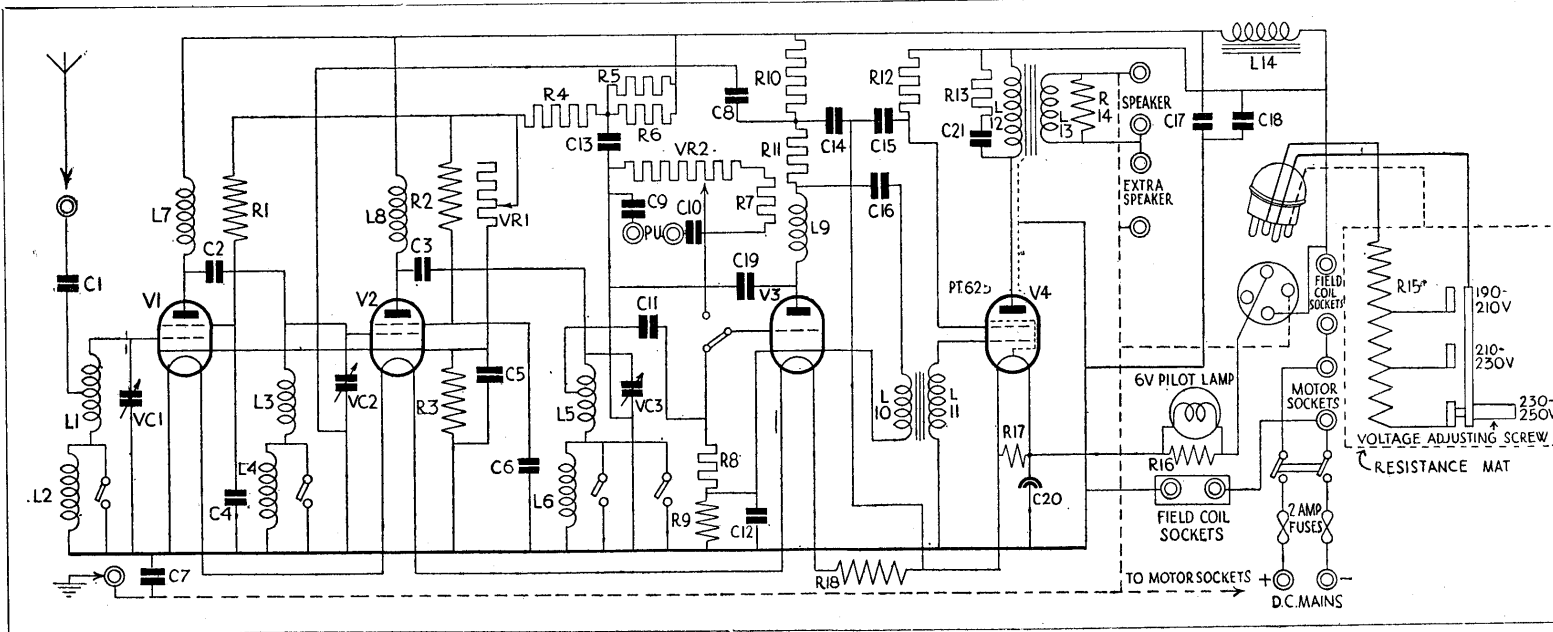 L14
R5
R10
R12
R4
R13
L
12
SPEAKER
R
14
C8
C17
C18
R6
L
13
C13
C21
C14
C15
VR2
R11
L7
R1
L8
R2
EXTRA
SPEAKER
C16
VR1
C9
C10
R7
PU
L9
C2
C3
C19
C1
V1
V2
C11
V3
PT.625
V4
FIELD
COIL
SOCKETS
R15
190-
210V
210-
230V
6V PILOT LAMP
MOTOR
SOCKETS
L1
VC1
L3
VC2
R3
C5
L5
VC3
L
10
L
11
230-
250V
VOLTAGE ADJUSTING SCREW
R17
R16
RESISTANCE MAT
L2
L4
C4
C6
L6
R8
R9
C12
C20
FIELD COIL
SOCKETS
2 AMP
FUSES
C7
R18
TO MOTOR SOCKETS
+
-
D.C. MAINS